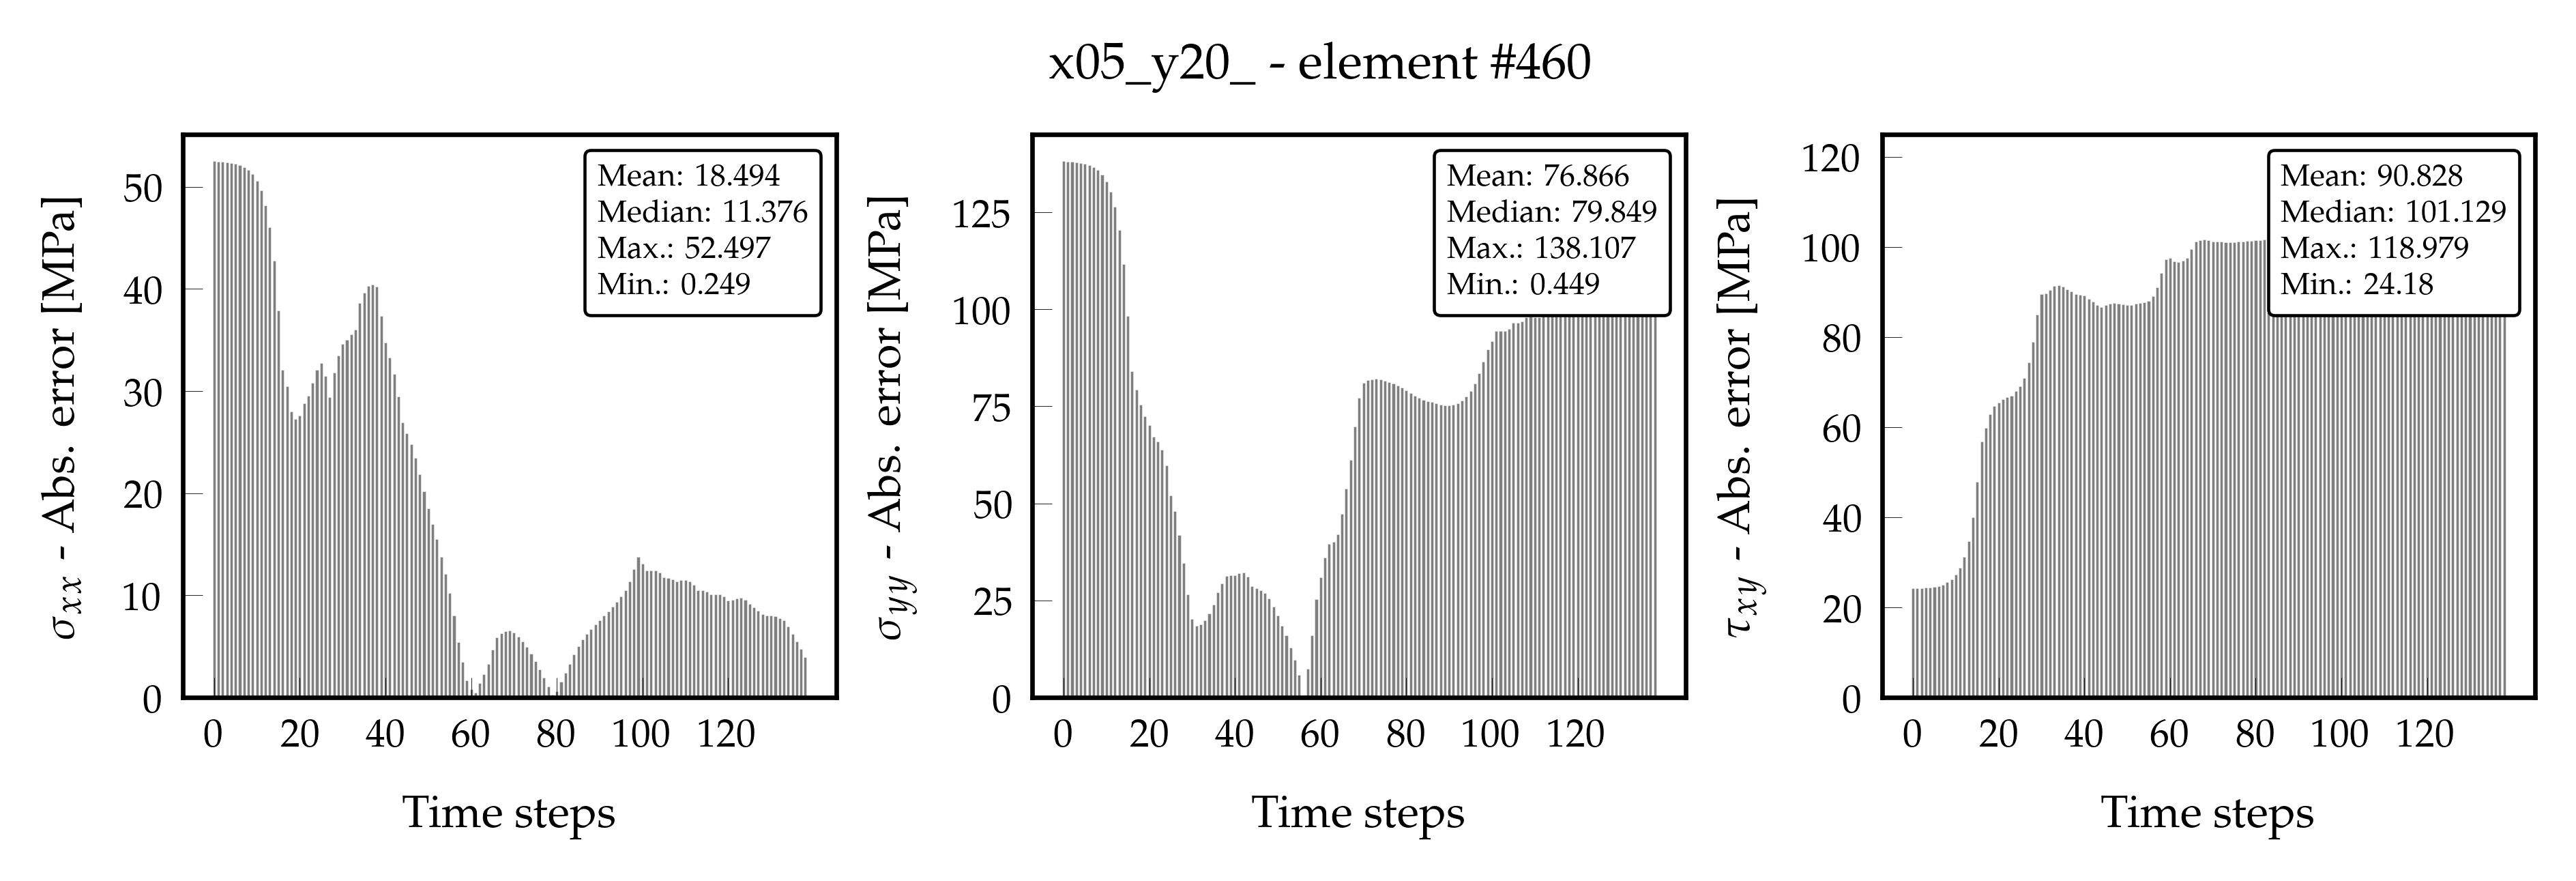 x05_y20_ - element #460
σxx - Abs. error [MPa]
50
40
30
20
10
0
Mean: 18.494
Median: 11.376
Max.: 52.497
Min.: 0.249
0 20 40 60 80 100 120
Time steps
σyy - Abs. error [MPa]
125
100
75
50
25
0
Mean: 76.866
Median: 79.849
Max.: 138.107
Min.: 0.449
0 20 40 60 80 100 120
Time steps
τxy - Abs. error [MPa]
120
100
80
60
40
20
0
Mean: 90.828
Median: 101.129
Max.: 118.979
Min.: 24.18
0 20 40 60 80 100 120
Time steps